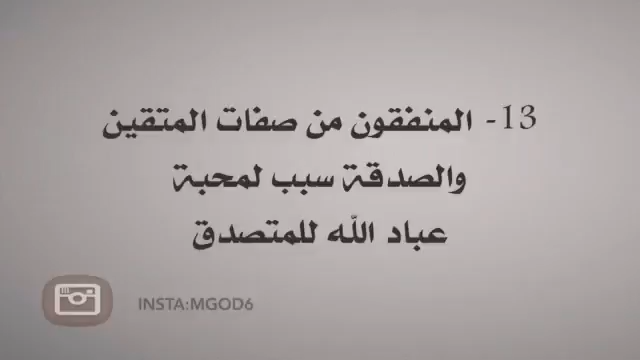 13- المنفقون من صفات المتقين
والصدقة سبب لمحبة
عباد الله للمتصدق
INSTA:MGOD6